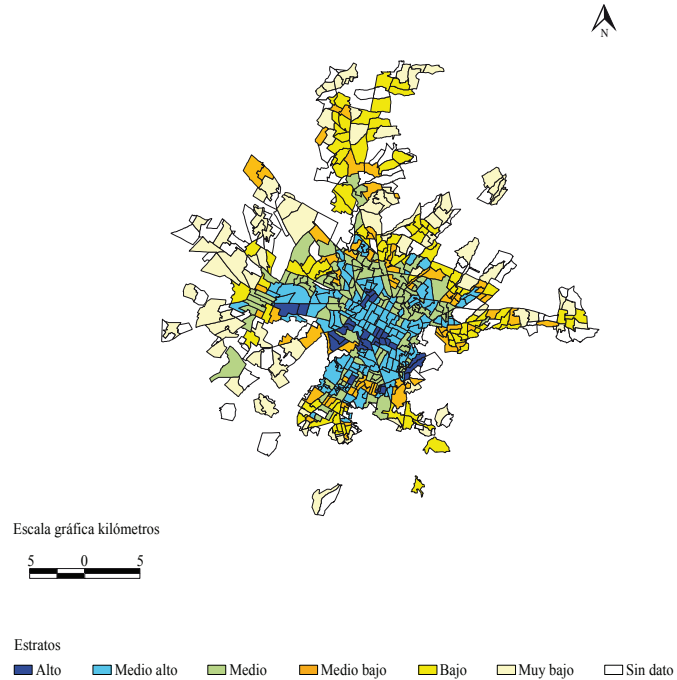 N
Escala gráfica kilómetros
5 0 5
Estratos
Alto Medio alto Medio Medio bajo Bajo Muy bajo Sin dato